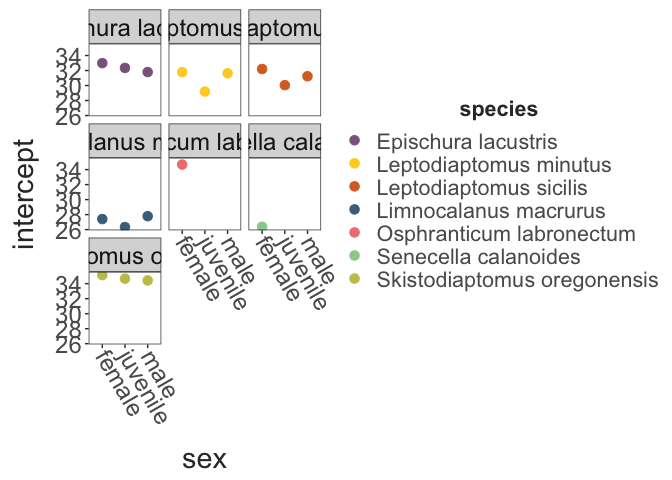 hura lac
ptomus
aptomu
34
32
30
28
26
lanus m
cum lab
ella cala
34
32
30
28
26
female
juvenile
male
female
juvenile
male
omus o
34
32
30
28
26
female
juvenile
male
intercept
sex
species
Epischura lacustris
Leptodiaptomus minutus
Leptodiaptomus sicilis
Limnocalanus macrurus
Osphranticum labronectum
Senecella calanoides
Skistodiaptomus oregonensis